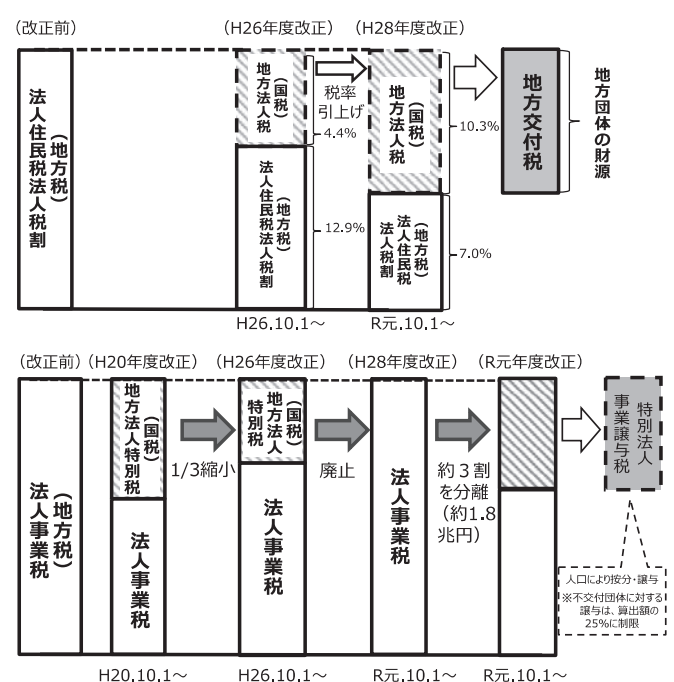 （改正前）
（H26年度改正）
（H28年度改正）
法人住民税法人税割
（地方税）
地方法人税
（国税）
税率
引上げ
4.4%
法人住民税法人税割
（地方税）
12.9%
地方法人税
（国税）
10.3%
法人住民税
法人税割
（地方税）
7.0%
地方交付税
地方団体の財源
H26.10.1～
R元.10.1～
（改正前）
（H20年度改正）
（H26年度改正）
（H28年度改正）
（R元年度改正）
法人事業税
（地方税）
地方法人特別税
（国税）
法人事業税
1/3縮小
地方法人
特別税
（国税）
法人事業税
廃止
法人事業税
約３割
を分離
（約1.8
兆円）
特別法人
事業譲与税
人口により按分・譲与
※不交付団体に対する
譲与は、算出額の
25%に制限
H20.10.1～
H26.10.1～
R元.10.1～
R元.10.1～